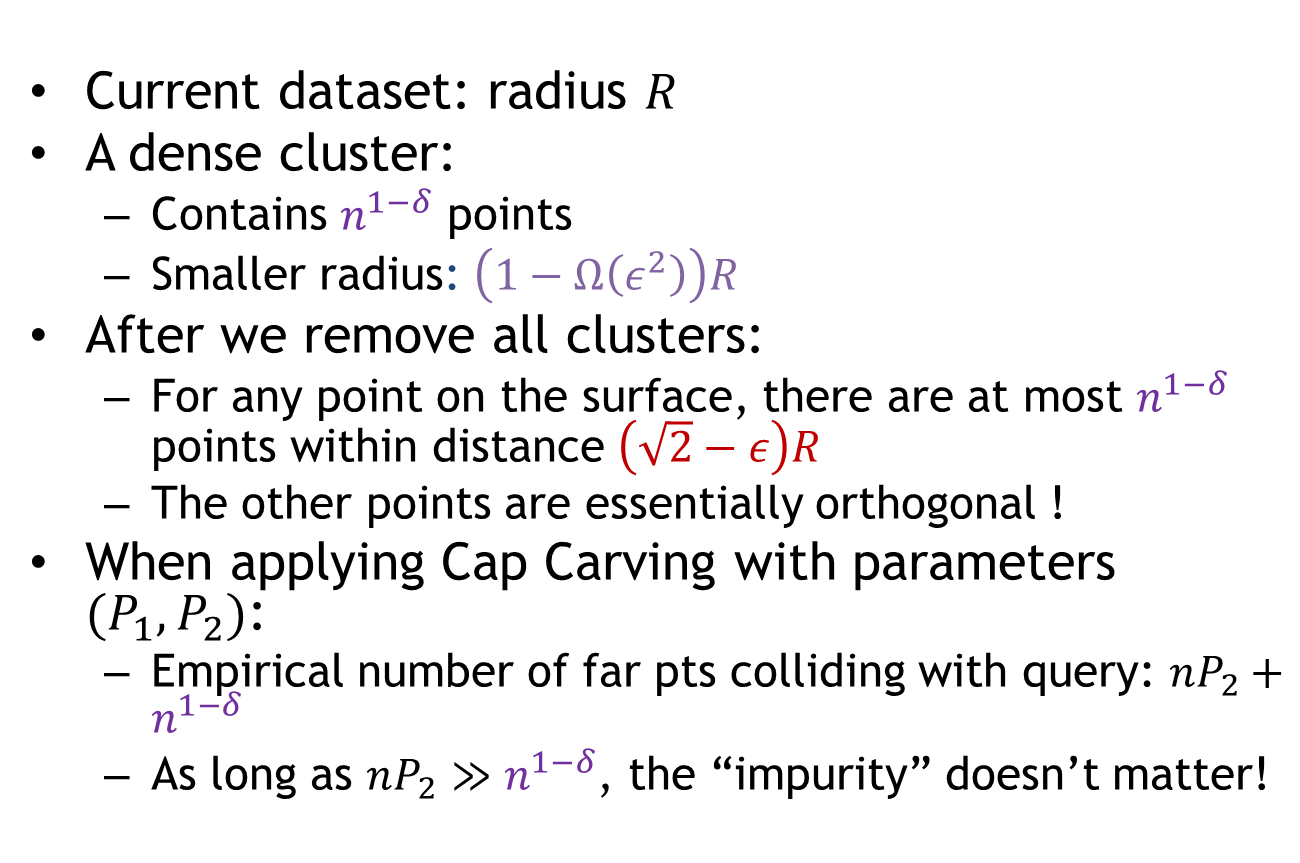 • Current dataset: radius R
• A dense cluster:
– Contains n^{1−δ} points
– Smaller radius: (1 − Ω(ϵ²))R
• After we remove all clusters:
– For any point on the surface, there are at most n^{1−δ}
points within distance (√2 − ϵ)R
– The other points are essentially orthogonal !
• When applying Cap Carving with parameters
(P₁, P₂):
– Empirical number of far pts colliding with query: nP₂ +
n^{1−δ}
– As long as nP₂ ≫ n^{1−δ}, the “impurity” doesn’t matter!